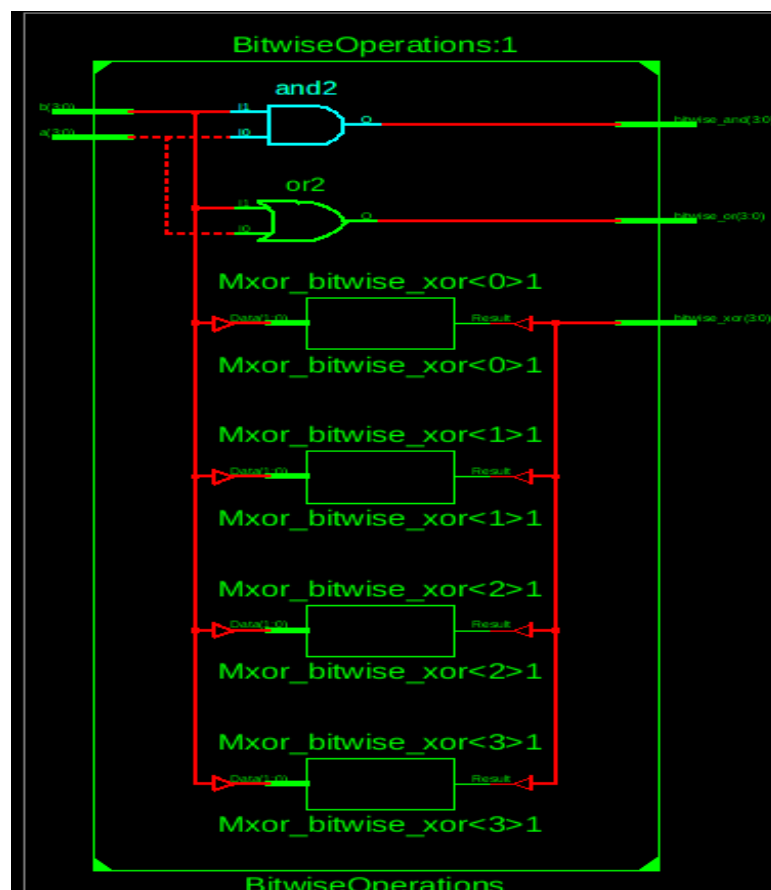 BitwiseOperations:1
and2
b(3:0)
I1
O
bitwise_and(3:0)
a(3:0)
I0
or2
I1
O
bitwise_or(3:0)
I0
Mxor_bitwise_xor<0>1
Data(1:0)
Result
bitwise_xor(3:0)
Mxor_bitwise_xor<0>1
Mxor_bitwise_xor<1>1
Data(1:0)
Result
Mxor_bitwise_xor<1>1
Mxor_bitwise_xor<2>1
Data(1:0)
Result
Mxor_bitwise_xor<2>1
Mxor_bitwise_xor<3>1
Data(1:0)
Result
Mxor_bitwise_xor<3>1
BitwiseOperations